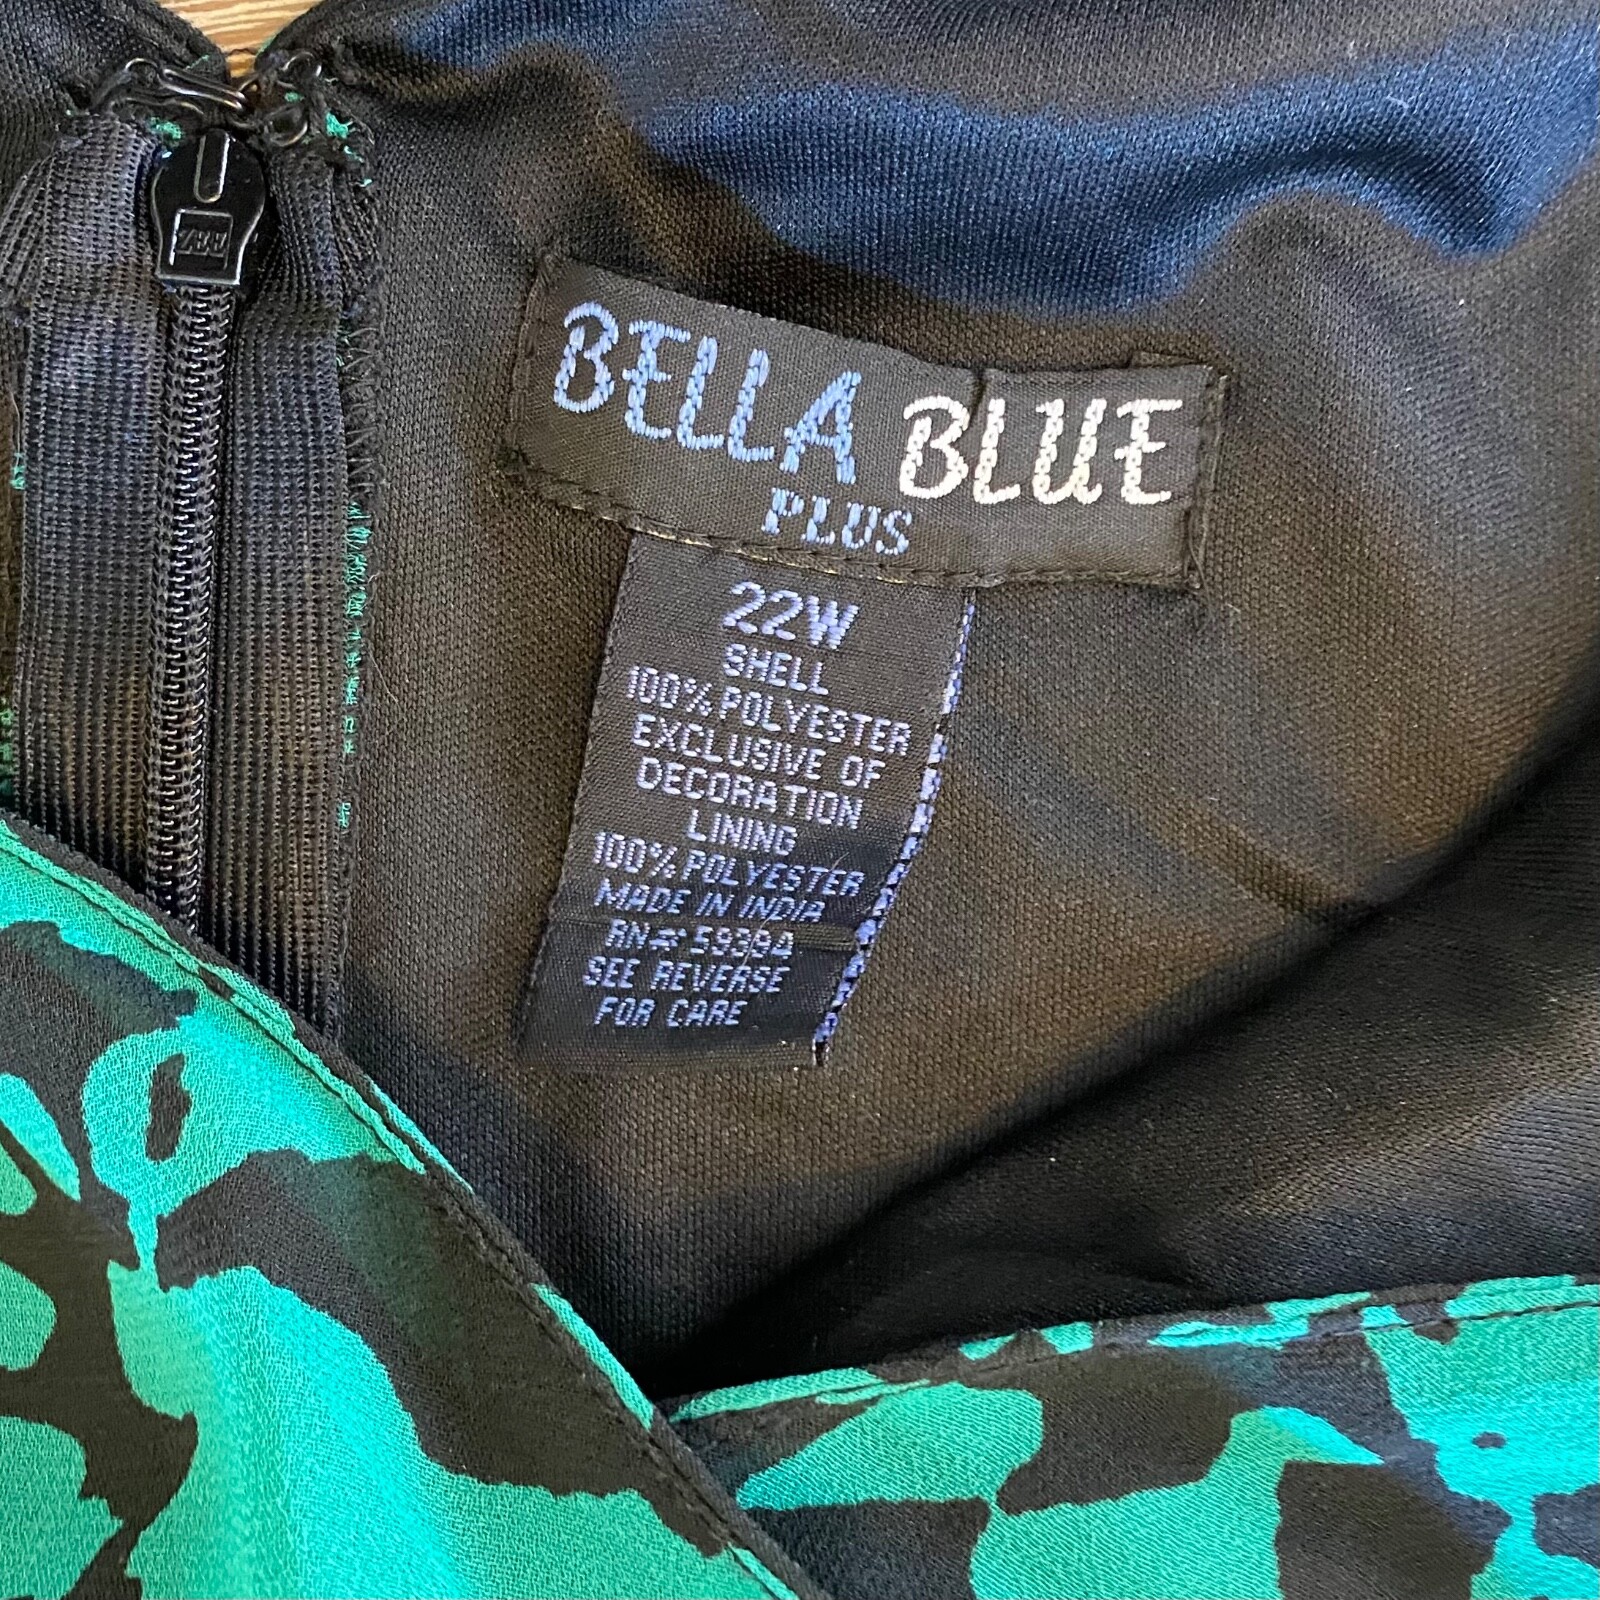 ZEE
BELLA BLUE
PLUS
22W
SHELL
100% POLYESTER
EXCLUSIVE OF
DECORATION
LINING
100% POLYESTER
MADE IN INDIA
RN# 59394
SEE REVERSE
FOR CARE